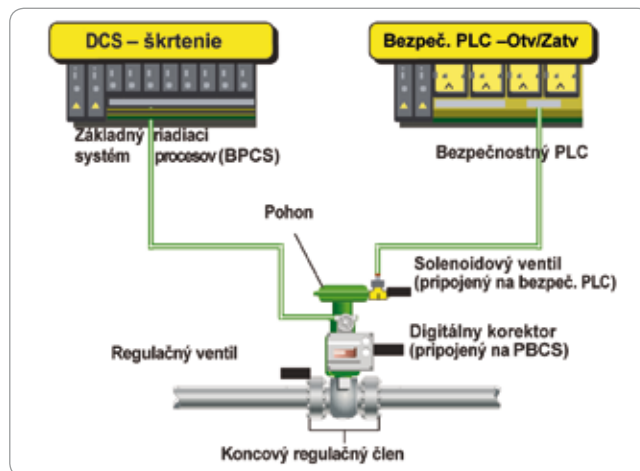 DCS – škrtenie
Bezpeč. PLC –Otv/Zatv
Základný riadiaci
systém procesov (BPCS)
Bezpečnostný PLC
Pohon
Solenoidový ventil
(pripojený na bezpeč. PLC)
Digitálny korektor
(pripojený na PBCS)
Regulačný ventil
Koncový regulačný člen